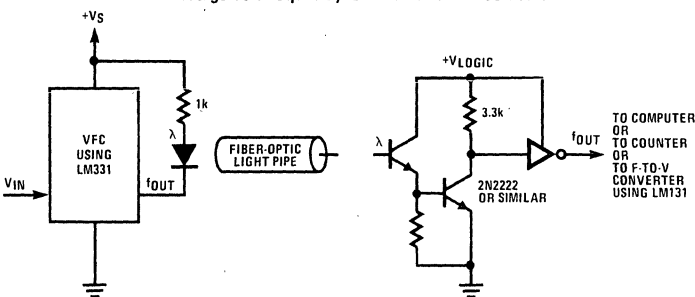 +VS
1k
λ
VFC
USING
LM331
VIN
fOUT
FIBER-OPTIC
LIGHT PIPE
+VLOGIC
3.3k
λ
2N2222
OR SIMILAR
fOUT
TO COMPUTER
OR
TO COUNTER
OR
TO F-TO-V
CONVERTER
USING LM131